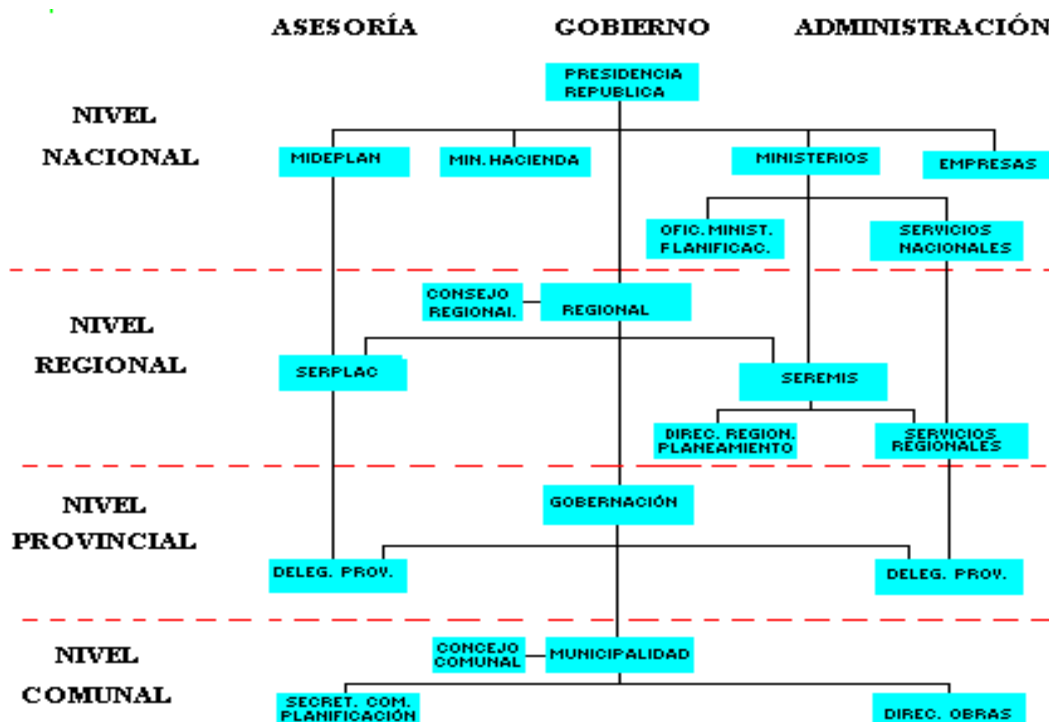 ASESORÍA GOBIERNO ADMINISTRACIÓN
PRESIDENCIA
REPUBLICA
NIVEL
NACIONAL
MIDEPLAN
MIN. HACIENDA
MINISTERIOS
EMPRESAS
OFIC. MINIST.
PLANIFICAC.
SERVICIOS
NACIONALES
NIVEL
REGIONAL
CONSEJO
REGIONAL
REGIONAL
SERPLAC
SEREMIS
DIREC. REGION.
PLANEAMIENTO
SERVICIOS
REGIONALES
NIVEL
PROVINCIAL
GOBERNACIÓN
DELEG. PROV.
DELEG. PROV.
NIVEL
COMUNAL
CONCEJO
COMUNAL
MUNICIPALIDAD
SECRET. COM.
PLANIFICACIÓN
DIREC. OBRAS